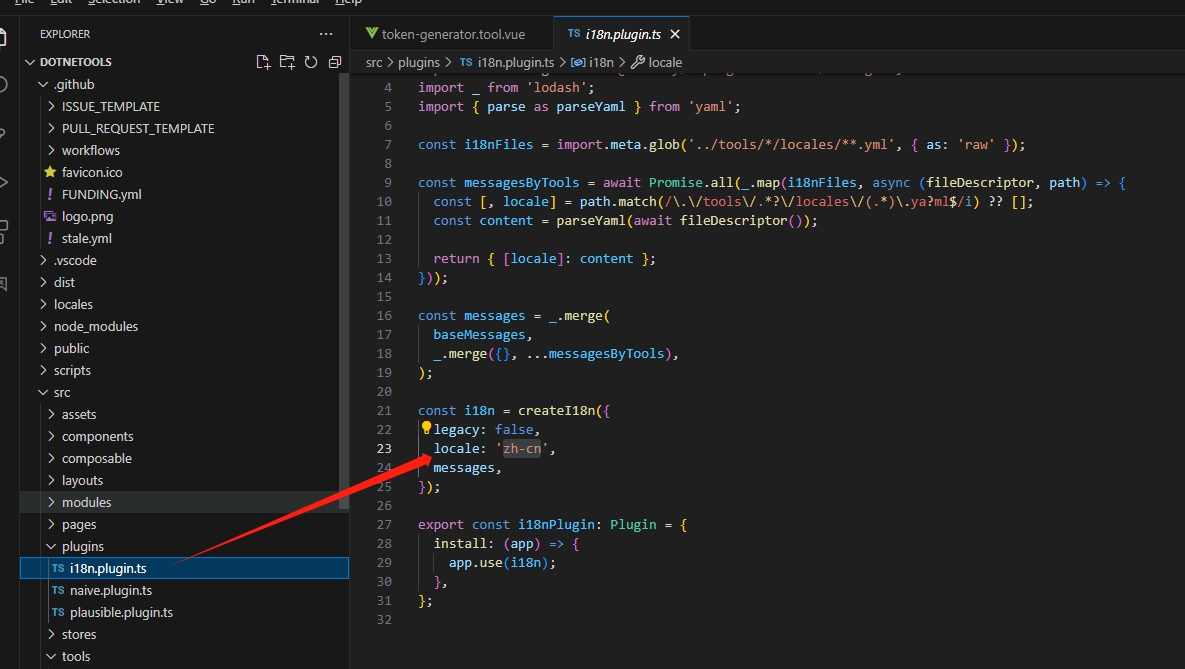 File Edit Selection View Go Run Terminal Help
EXPLORER
DOTNETOOLS
.github
ISSUE_TEMPLATE
PULL_REQUEST_TEMPLATE
workflows
favicon.ico
FUNDING.yml
logo.png
stale.yml
.vscode
dist
locales
node_modules
public
scripts
src
assets
components
composable
layouts
modules
pages
plugins
TS i18n.plugin.ts
TS naive.plugin.ts
TS plausible.plugin.ts
stores
tools
token-generator.tool.vue
TS i18n.plugin.ts
src > plugins > TS i18n.plugin.ts > i18n > locale
4 import _ from 'lodash';
5 import { parse as parseYaml } from 'yaml';
6
7 const i18nFiles = import.meta.glob('../tools/*/locales/**.yml', { as: 'raw' });
8
9 const messagesByTools = await Promise.all(_.map(i18nFiles, async (fileDescriptor, path) => {
10 const [, locale] = path.match(/\.\/tools\/.*?\/locales\/(.*)\.ya?ml$/i) ?? [];
11 const content = parseYaml(await fileDescriptor());
12
13 return { [locale]: content };
14 }));
15
16 const messages = _.merge(
17 baseMessages,
18 _.merge({}, ...messagesByTools),
19 );
20
21 const i18n = createI18n({
22 legacy: false,
23 locale: 'zh-cn',
24 messages,
25 });
26
27 export const i18nPlugin: Plugin = {
28 install: (app) => {
29 app.use(i18n);
30 },
31 };
32